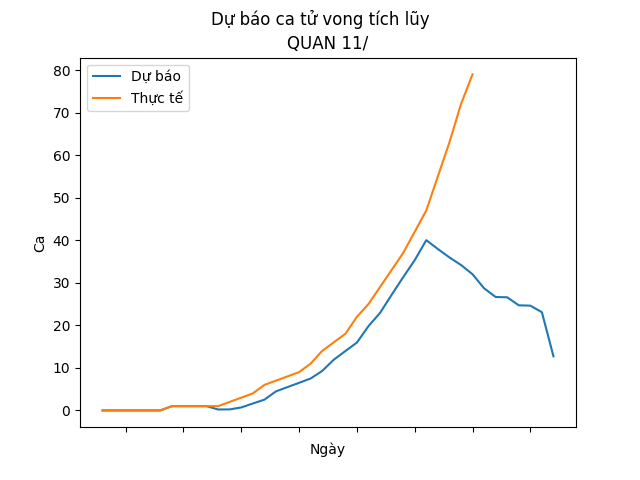 Dự báo ca tử vong tích lũy
QUAN 11/
Dự báo
Thực tế
80
70
60
50
40
30
20
10
0
Ca
Ngày